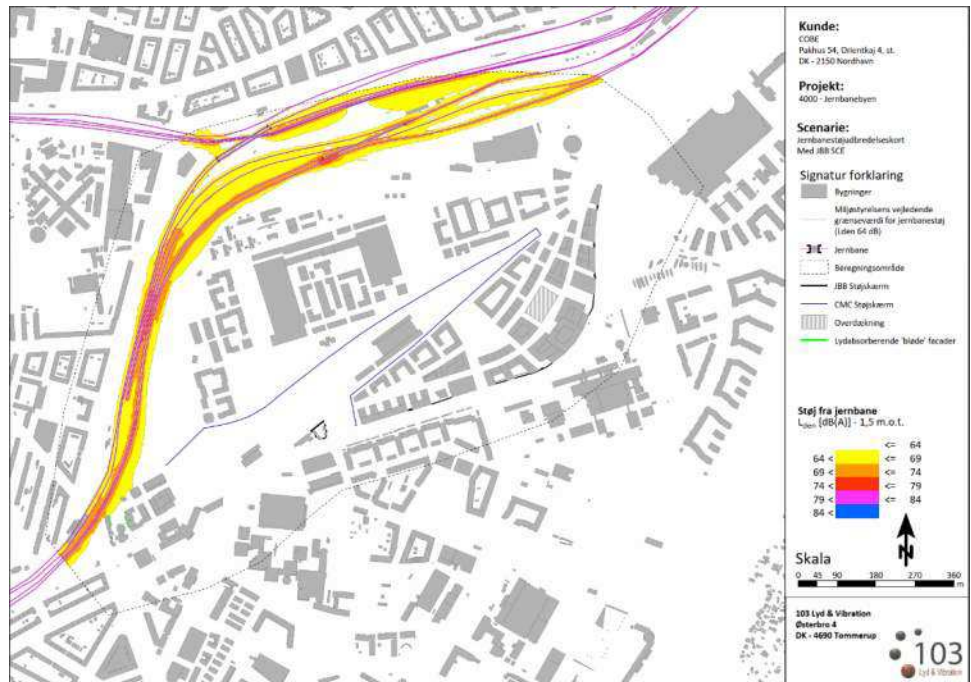 Kunde:
COBE
Pakhus 54, Orientkaj 4, st.
DK - 2150 Nordhavn
Projekt:
4000 - Jernbanebyen
Scenarie:
Jernbanestøjudbredelseskort
Med JBB SCE
Signatur forklaring
Bygninger
Miljøstyrelsens vejledende
grænseværdi for jernbanestøj
(Lden 64 dB)
Jernbane
Beregningsområde
JBB Støjskærm
CMC Støjskærm
Overdækning
Lydabsorberende 'bløde' facader
Støj fra jernbane
Lden [dB(A)] - 1,5 m.o.t.
<= 64
64 < <= 69
69 < <= 74
74 < <= 79
79 < <= 84
84 <
N
Skala
0 45 90 180 270 360
m
103 Lyd & Vibration
Østerbro 4
DK - 4690 Tommerup
103
Lyd & Vibration